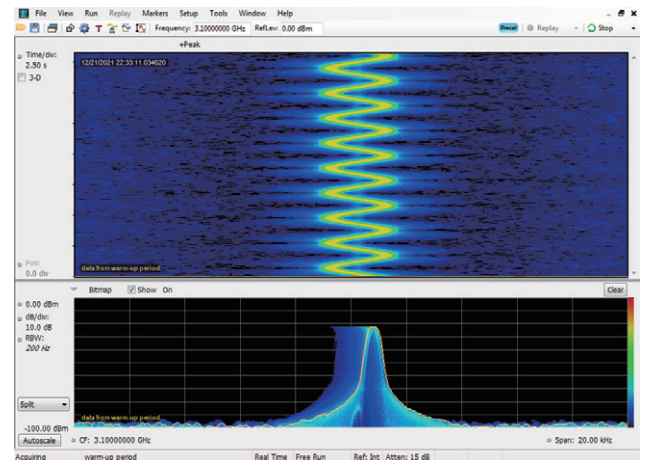 File View Run Replay Markers Setup Tools Window Help
Frequency: 3.10000000 GHz RefLev: 0.00 dBm Preset Replay Stop
+Peak
Time/div:
2.50 s
3-D
12/21/2021 22:33:11.034620
Pos:
0.0 div
data from warm-up period
Bitmap Show On Clear
0.00 dBm
dB/div:
10.0 dB
RBW:
200 Hz
Split
-100.00 dBm
data from warm-up period
Autoscale CF: 3.10000000 GHz Span: 20.00 kHz
Acquiring warm-up period Real Time Free Run Ref: Int Atten: 15 dB